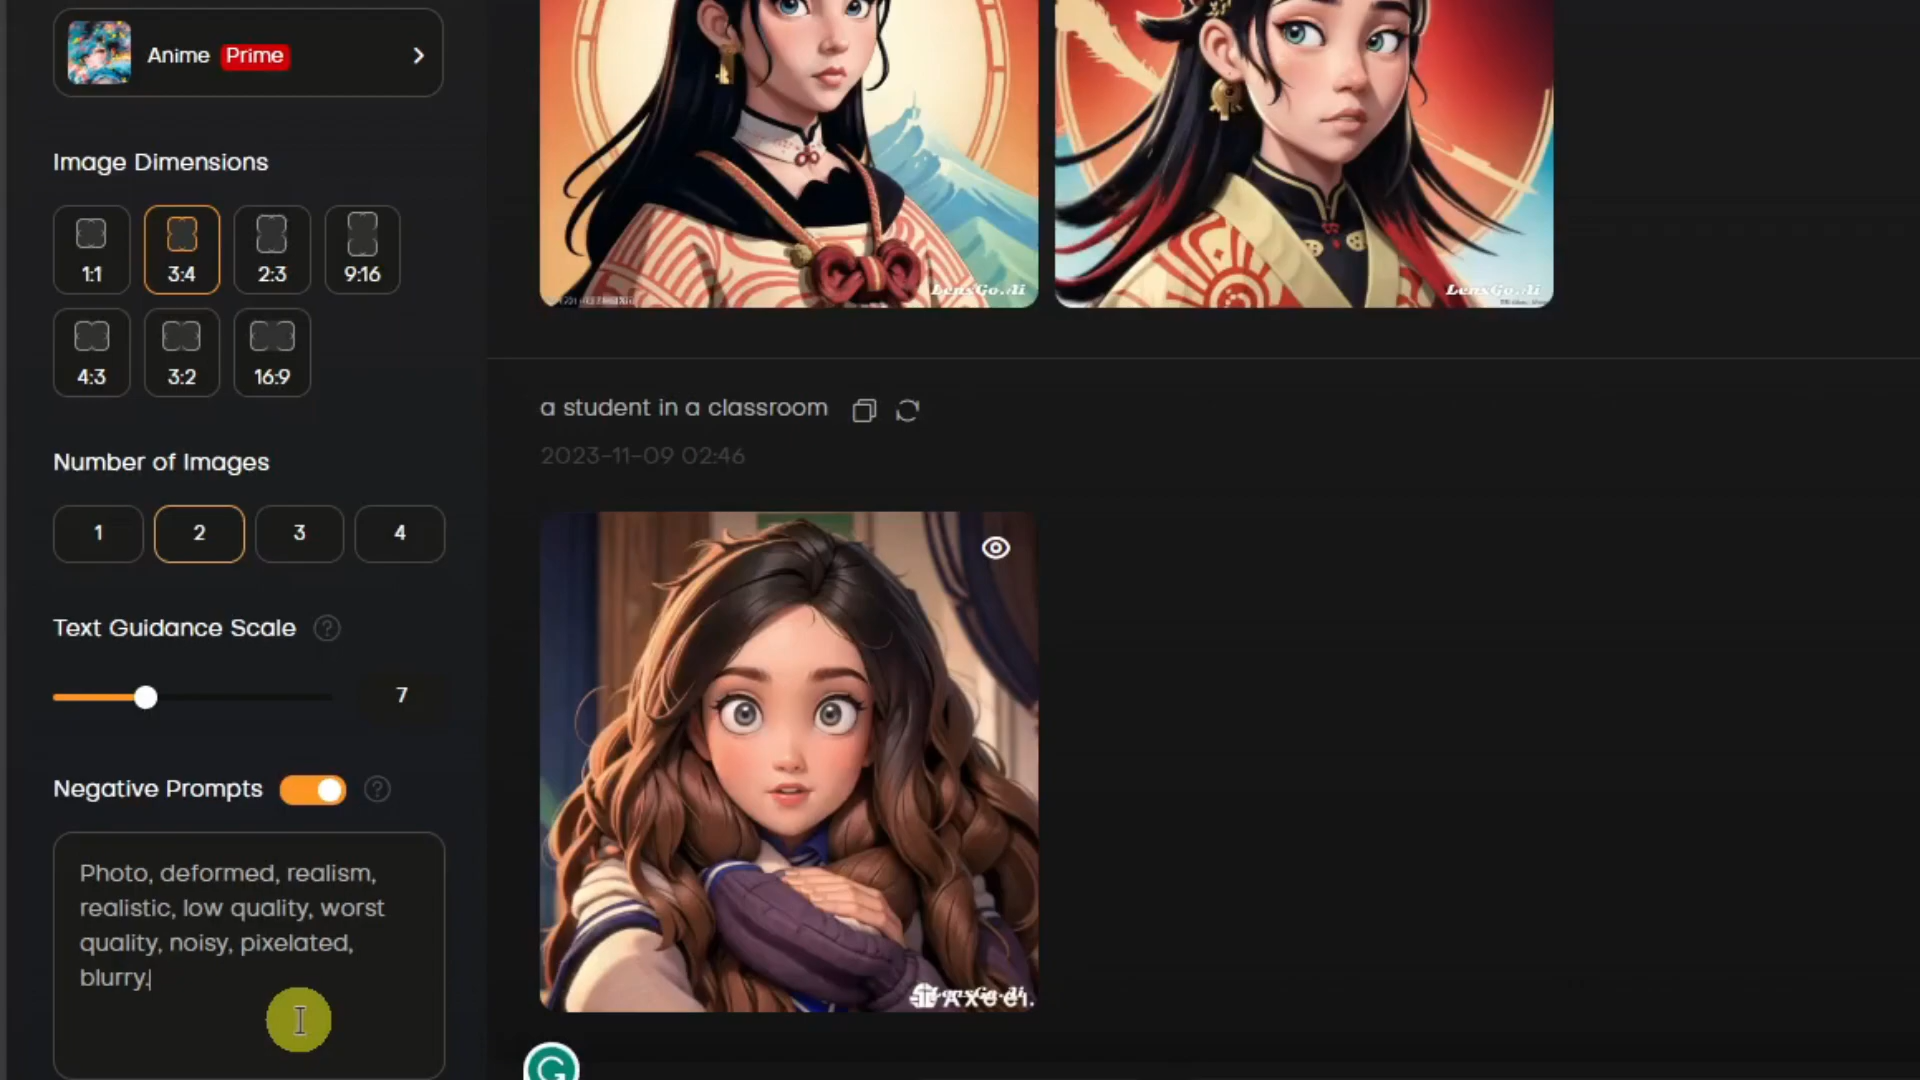 Anime Prime
Image Dimensions
1:1
3:4
2:3
9:16
4:3
3:2
16:9
Number of Images
1
2
3
4
Text Guidance Scale ?
7
Negative Prompts ?
Photo, deformed, realism,
realistic, low quality, worst
quality, noisy, pixelated,
blurry.
LensGo.Ai
LensGo.Ai
a student in a classroom
2023-11-09 02:46
LensGo.Ai
G